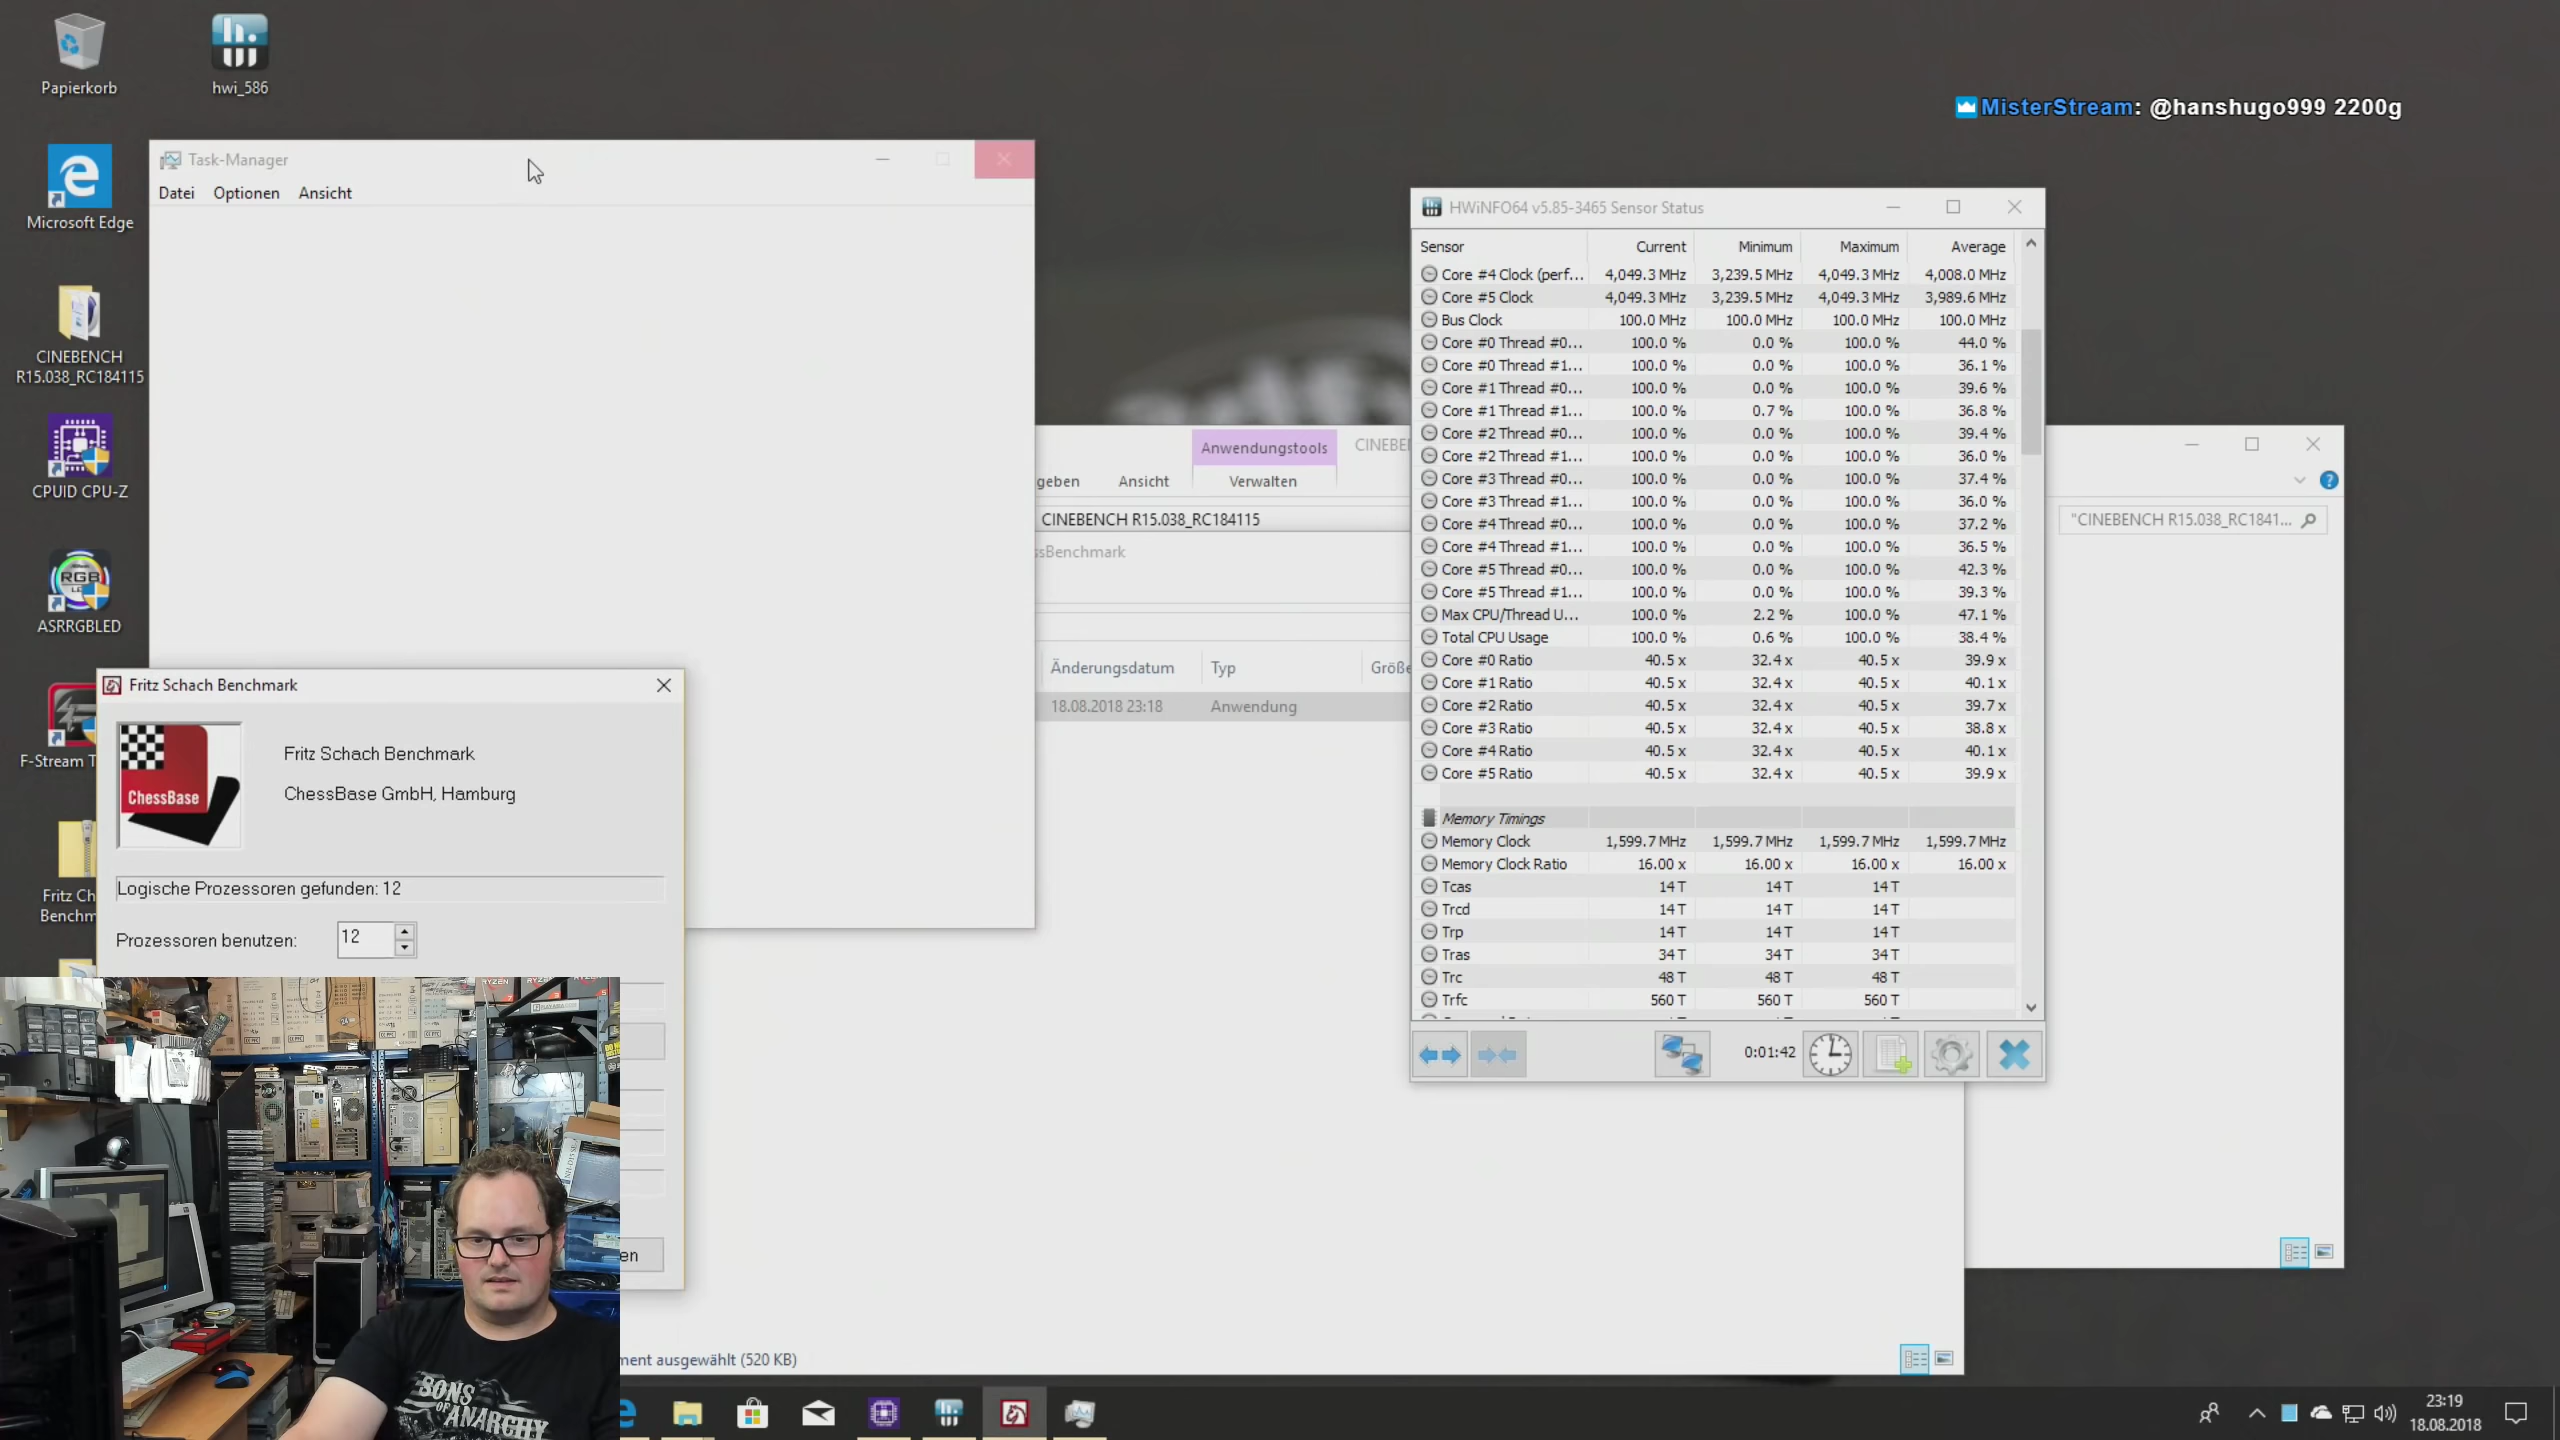 Papierkorb
hwi_586
MisterStream: @hanshugo999 2200g
Microsoft Edge
CINEBENCH
R15.038_RC184115
CPUID CPU-Z
ASRRGBLED
F-Stream T
Fritz Ch
Benchm
Task-Manager
Datei Optionen Ansicht
Anwendungstools
CINEBE
geben Ansicht Verwalten
CINEBENCH R15.038_RC184115
"CINEBENCH R15.038_RC1841...
ssBenchmark
Änderungsdatum Typ Größe
18.08.2018 23:18 Anwendung
ment ausgewählt (520 KB)
Fritz Schach Benchmark
Fritz Schach Benchmark
ChessBase GmbH, Hamburg
ChessBase
Logische Prozessoren gefunden: 12
Prozessoren benutzen: 12
en
HWiNFO64 v5.85-3465 Sensor Status
Sensor Current Minimum Maximum Average
Core #4 Clock (perf... 4,049.3 MHz 3,239.5 MHz 4,049.3 MHz 4,008.0 MHz
Core #5 Clock 4,049.3 MHz 3,239.5 MHz 4,049.3 MHz 3,989.6 MHz
Bus Clock 100.0 MHz 100.0 MHz 100.0 MHz 100.0 MHz
Core #0 Thread #0... 100.0 % 0.0 % 100.0 % 44.0 %
Core #0 Thread #1... 100.0 % 0.0 % 100.0 % 36.1 %
Core #1 Thread #0... 100.0 % 0.0 % 100.0 % 39.6 %
Core #1 Thread #1... 100.0 % 0.7 % 100.0 % 36.8 %
Core #2 Thread #0... 100.0 % 0.0 % 100.0 % 39.4 %
Core #2 Thread #1... 100.0 % 0.0 % 100.0 % 36.0 %
Core #3 Thread #0... 100.0 % 0.0 % 100.0 % 37.4 %
Core #3 Thread #1... 100.0 % 0.0 % 100.0 % 36.0 %
Core #4 Thread #0... 100.0 % 0.0 % 100.0 % 37.2 %
Core #4 Thread #1... 100.0 % 0.0 % 100.0 % 36.5 %
Core #5 Thread #0... 100.0 % 0.0 % 100.0 % 42.3 %
Core #5 Thread #1... 100.0 % 0.0 % 100.0 % 39.3 %
Max CPU/Thread U... 100.0 % 2.2 % 100.0 % 47.1 %
Total CPU Usage 100.0 % 0.6 % 100.0 % 38.4 %
Core #0 Ratio 40.5 x 32.4 x 40.5 x 39.9 x
Core #1 Ratio 40.5 x 32.4 x 40.5 x 40.1 x
Core #2 Ratio 40.5 x 32.4 x 40.5 x 39.7 x
Core #3 Ratio 40.5 x 32.4 x 40.5 x 38.8 x
Core #4 Ratio 40.5 x 32.4 x 40.5 x 40.1 x
Core #5 Ratio 40.5 x 32.4 x 40.5 x 39.9 x
Memory Timings
Memory Clock 1,599.7 MHz 1,599.7 MHz 1,599.7 MHz 1,599.7 MHz
Memory Clock Ratio 16.00 x 16.00 x 16.00 x 16.00 x
Tcas 14 T 14 T 14 T
Trcd 14 T 14 T 14 T
Trp 14 T 14 T 14 T
Tras 34 T 34 T 34 T
Trc 48 T 48 T 48 T
Trfc 560 T 560 T 560 T
0:01:42
RYZEN
SONS
OF ANARCHY
23:19
18.08.2018